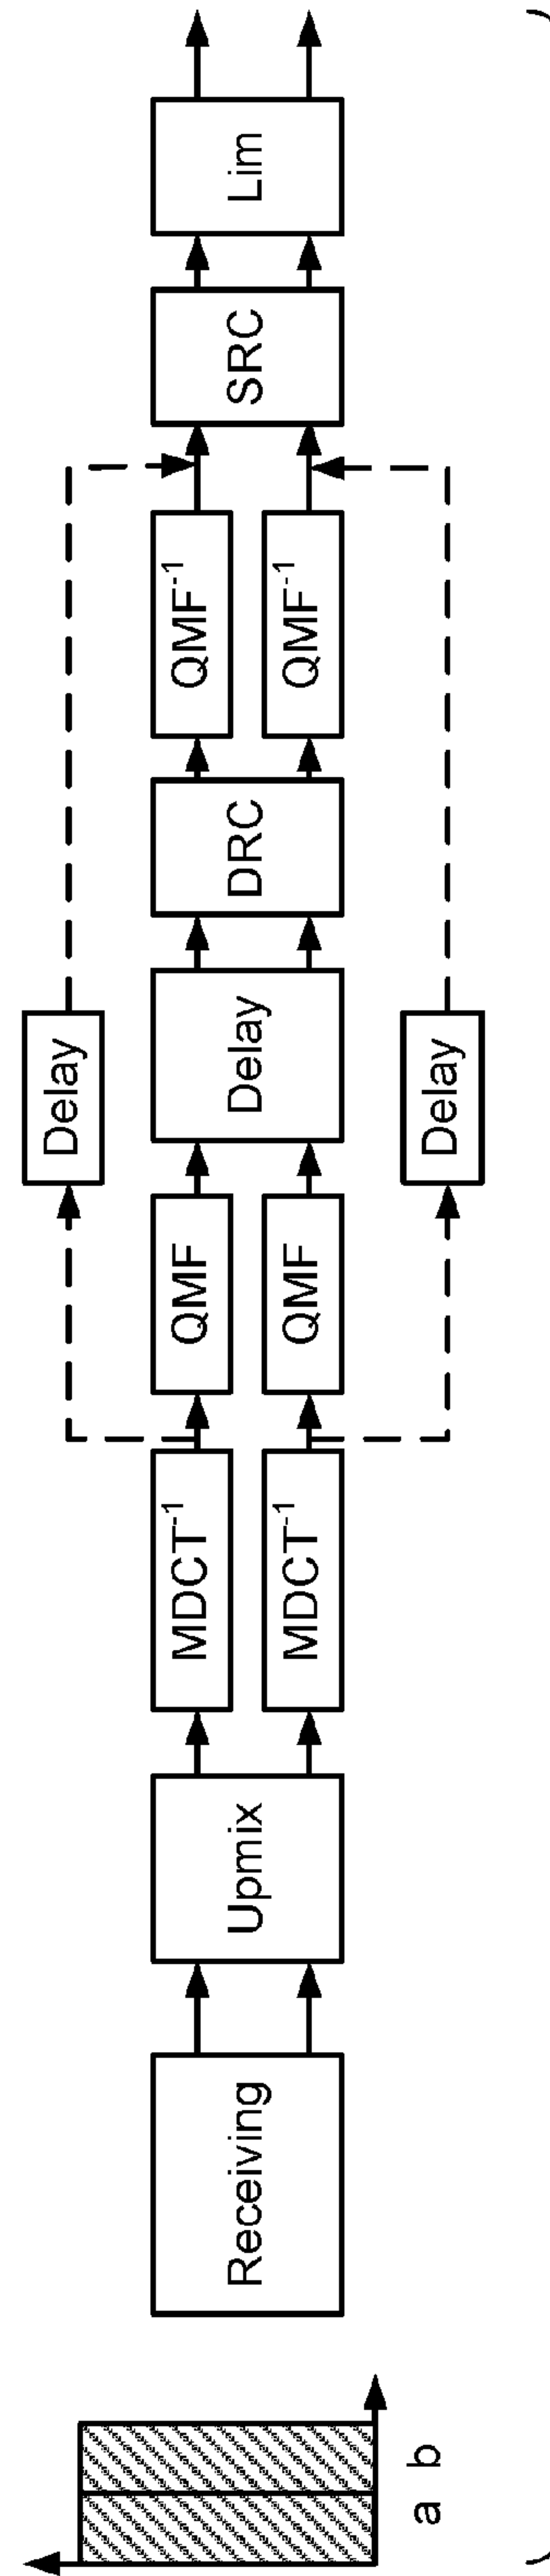 a b
Receiving
Upmix
MDCT⁻¹
MDCT⁻¹
QMF
QMF
Delay
Delay
Delay
DRC
QMF⁻¹
QMF⁻¹
SRC
Lim